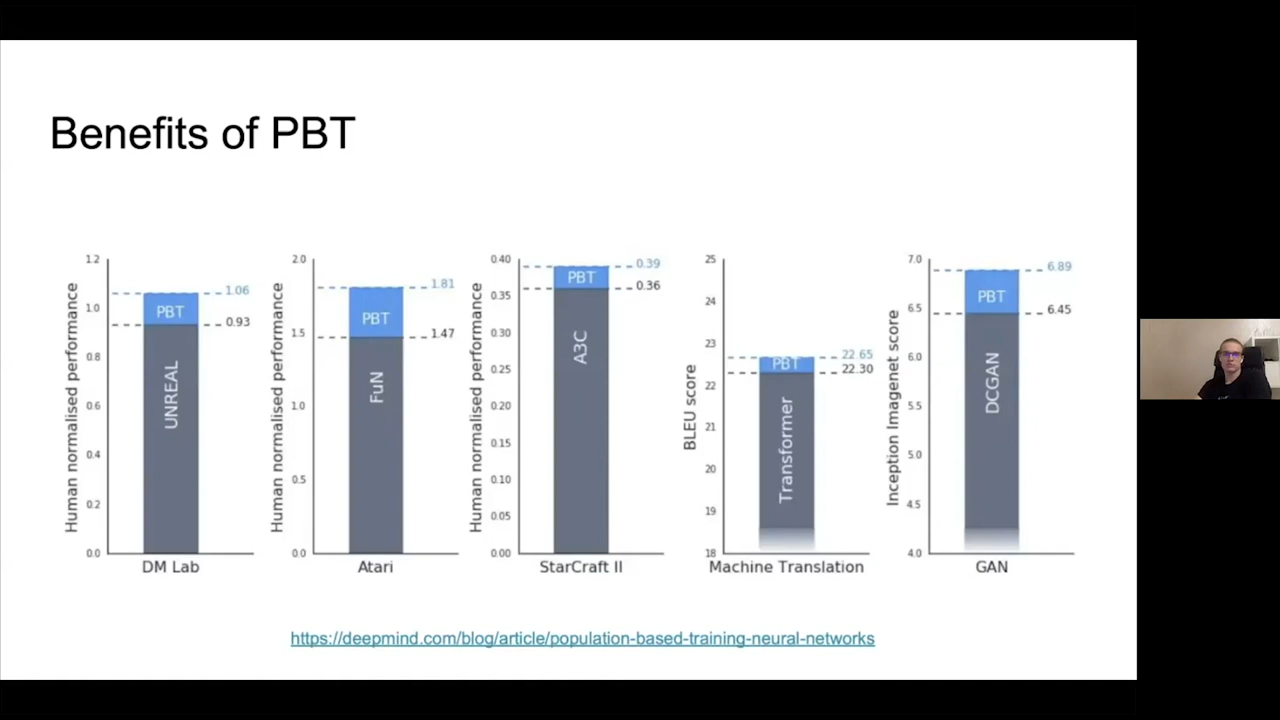 Benefits of PBT
Human normalised performance
1.2
1.0
0.8
0.6
0.4
0.2
0.0
1.06
0.93
PBT
UNREAL
DM Lab
Human normalised performance
2.0
1.5
1.0
0.5
0.0
1.81
1.47
PBT
FuN
Atari
Human normalised performance
0.40
0.35
0.30
0.25
0.20
0.15
0.10
0.05
0.00
0.39
0.36
PBT
A3C
StarCraft II
BLEU score
25
24
23
22
21
20
19
18
22.65
22.30
PBT
Transformer
Machine Translation
Inception Imagenet score
7.0
6.5
6.0
5.5
5.0
4.5
4.0
6.89
6.45
PBT
DCGAN
GAN
https://deepmind.com/blog/article/population-based-training-neural-networks